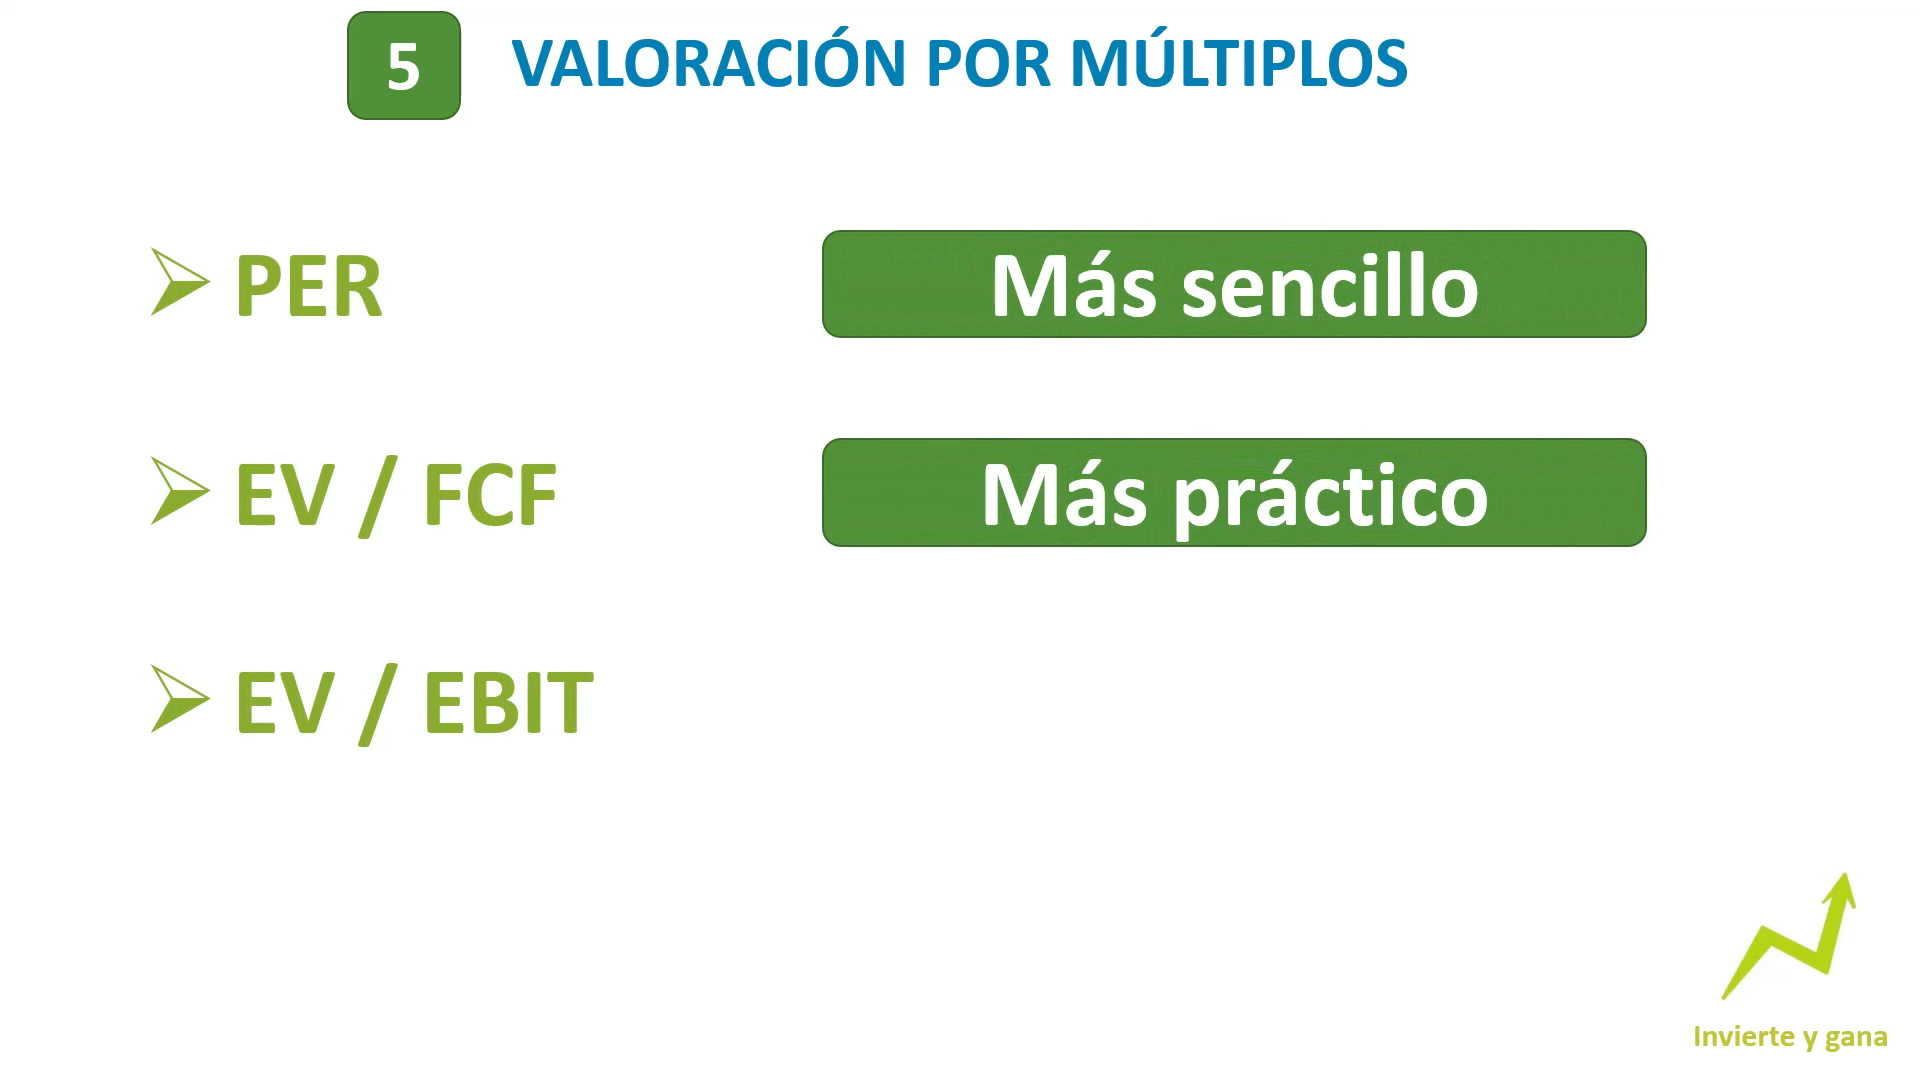 5 VALORACIÓN POR MÚLTIPLOS
PER
Más sencillo
EV / FCF
Más práctico
EV / EBIT
Invierte y gana